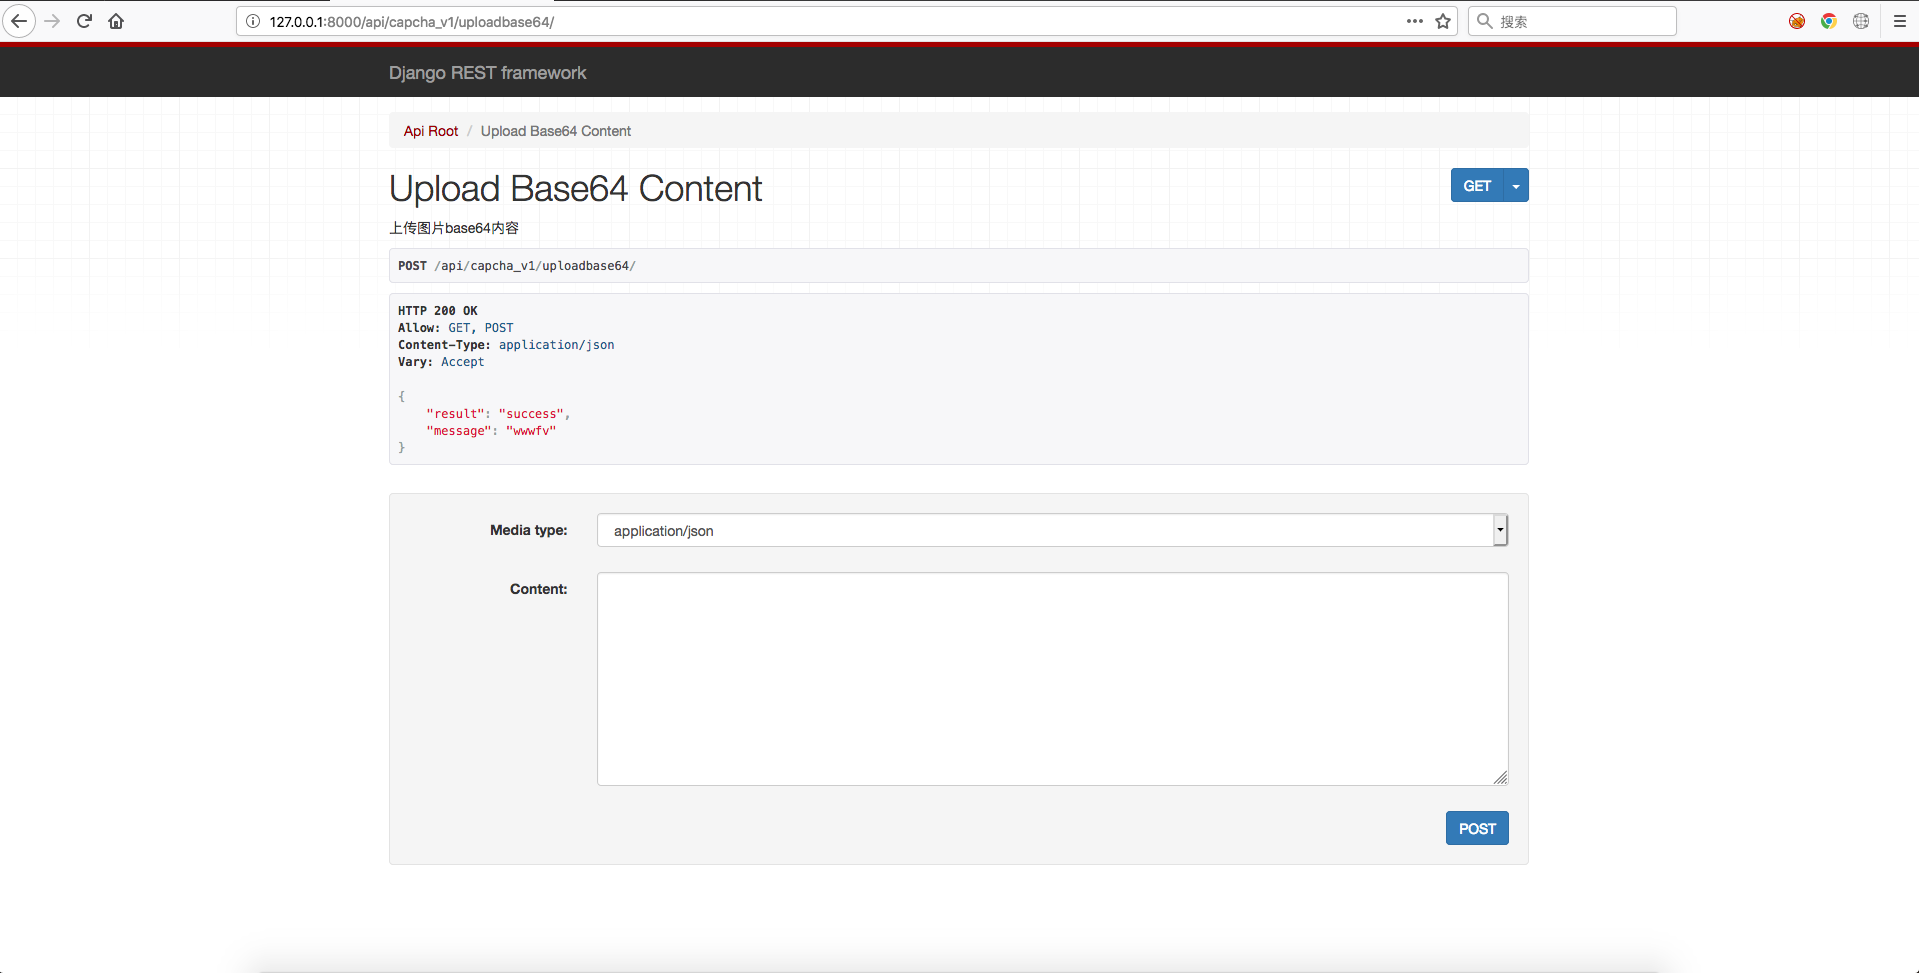 127.0.0.1:8000/api/capcha_v1/uploadbase64/
搜索
Django REST framework
Api Root / Upload Base64 Content
Upload Base64 Content
GET
上传图片base64内容
POST /api/capcha_v1/uploadbase64/
HTTP 200 OK
Allow: GET, POST
Content-Type: application/json
Vary: Accept
{
"result": "success",
"message": "wwwfv"
}
Media type:
application/json
Content:
POST